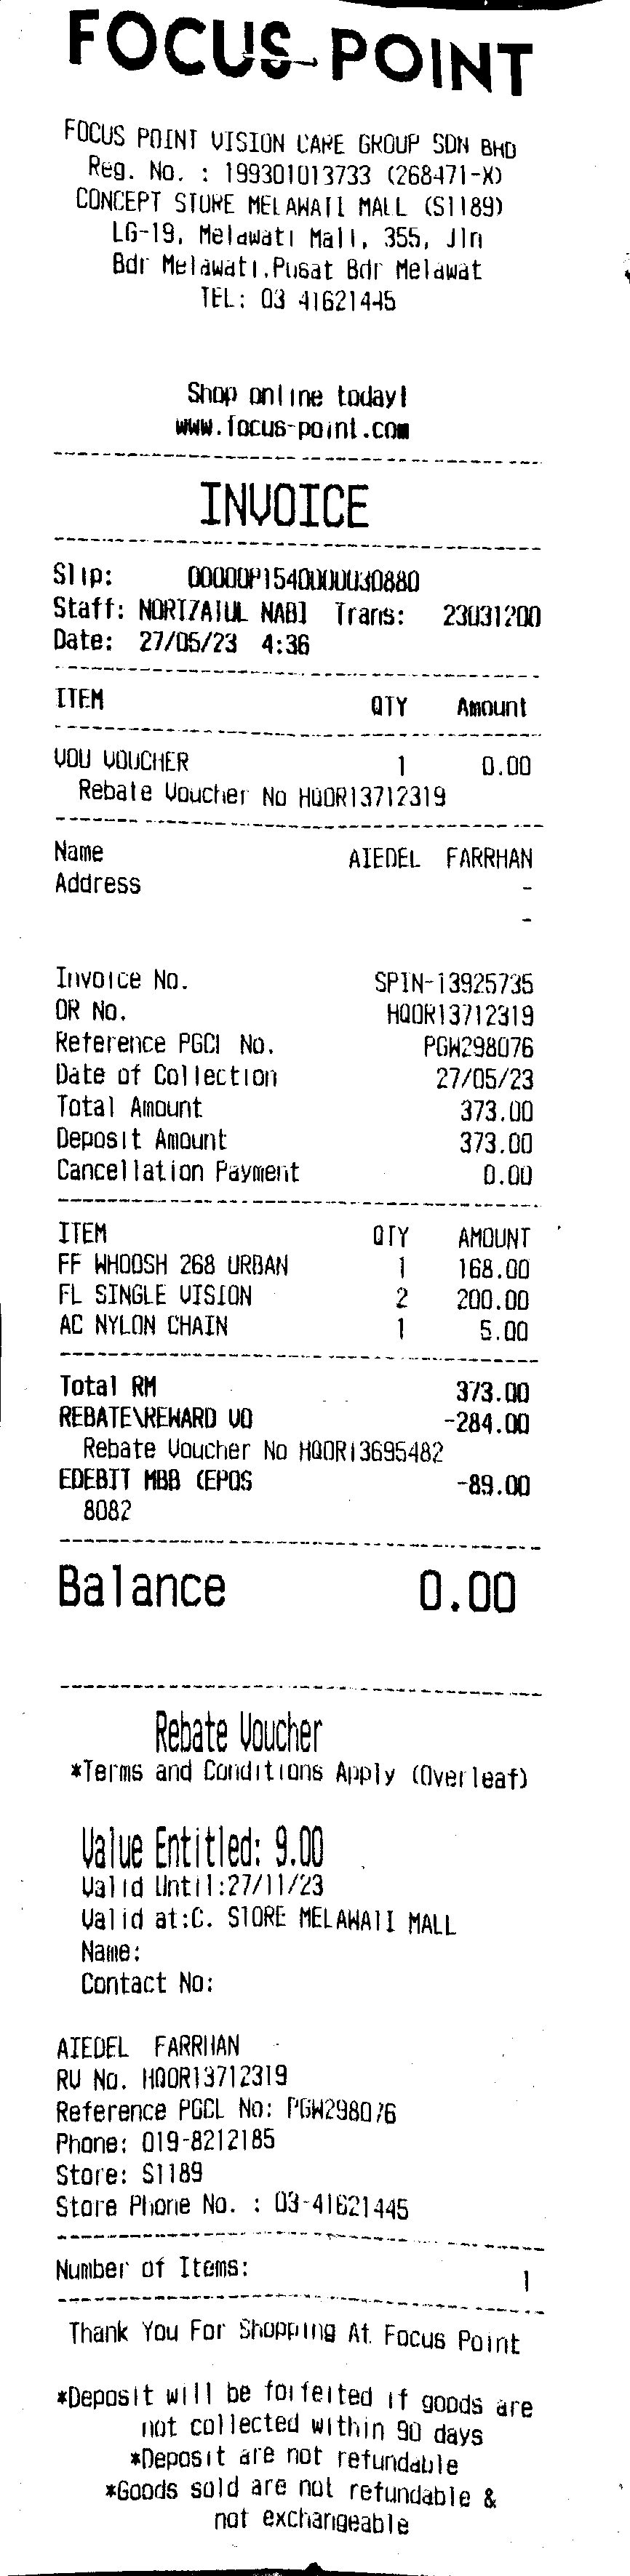 FOCUS POINT
FOCUS POINT VISION CARE GROUP SDN BHD
Reg. No. : 199301013733 (268471-X)
CONCEPT STORE MELAWATI MALL (S1189)
LG-19, Melawati Mall, 355, Jln
Bdr Melawati,Pusat Bdr Melawat
TEL: 03 41621445
Shop online today!
www.focus-point.com
INVOICE
Slip: 00000P1540000030880
Staff: NORIZAIUL NABI Trans: 23031200
Date: 27/05/23 4:36
ITEM QTY Amount
VOU VOUCHER 1 0.00
Rebate Voucher No HQOR13712319
Name AIEDEL FARRHAN
Address -
-
Invoice No. SPIN-13925735
OR No. HQOR13712319
Reference PGCI No. PGW298076
Date of Collection 27/05/23
Total Amount 373.00
Deposit Amount 373.00
Cancellation Payment 0.00
ITEM QTY AMOUNT
FF WHOOSH 268 URBAN 1 168.00
FL SINGLE VISION 2 200.00
AC NYLON CHAIN 1 5.00
Total RM 373.00
REBATE\REWARD VO -284.00
Rebate Voucher No HQOR13695482
EDEBIT MBB (EPOS -89.00
8082
Balance 0.00
Rebate Voucher
*Terms and Conditions Apply (Overleaf)
Value Entitled: 9.00
Valid Until:27/11/23
Valid at:C. STORE MELAWATI MALL
Name:
Contact No:
AIEDEL FARRHAN
RV No. HQOR13712319
Reference PGCL No: PGW298076
Phone: 019-8212185
Store: S1189
Store Phone No. : 03-41621445
Number of Items: 1
Thank You For Shopping At Focus Point
*Deposit will be forfeited if goods are
not collected within 90 days
*Deposit are not refundable
*Goods sold are not refundable &
not exchangeable